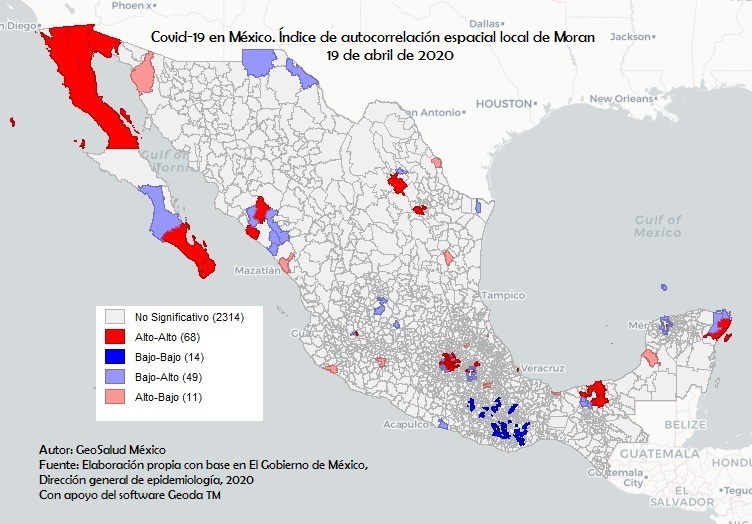 Phoenix
n Diego
Covid-19 en México. Índice de autocorrelación espacial local de Moran
19 de abril de 2020
Dallas
Jackson
an Antonio
HOUSTON
New Orleans
Gulf of
Gulf of
Mexico
Mazatlán
Tampico
No Significativo (2314)
Alto-Alto (68)
Bajo-Bajo (14)
Bajo-Alto (49)
Alto-Bajo (11)
Gu
Mér
Veracruz
Acapulco
BELIZE
GUATEMALA
Guatemala
City
HONDU
EL
SALVADOR
Tegu
Autor: GeoSalud México
Fuente: Elaboración propia con base en El Gobierno de México,
Dirección general de epidemiología, 2020
Con apoyo del software Geoda TM